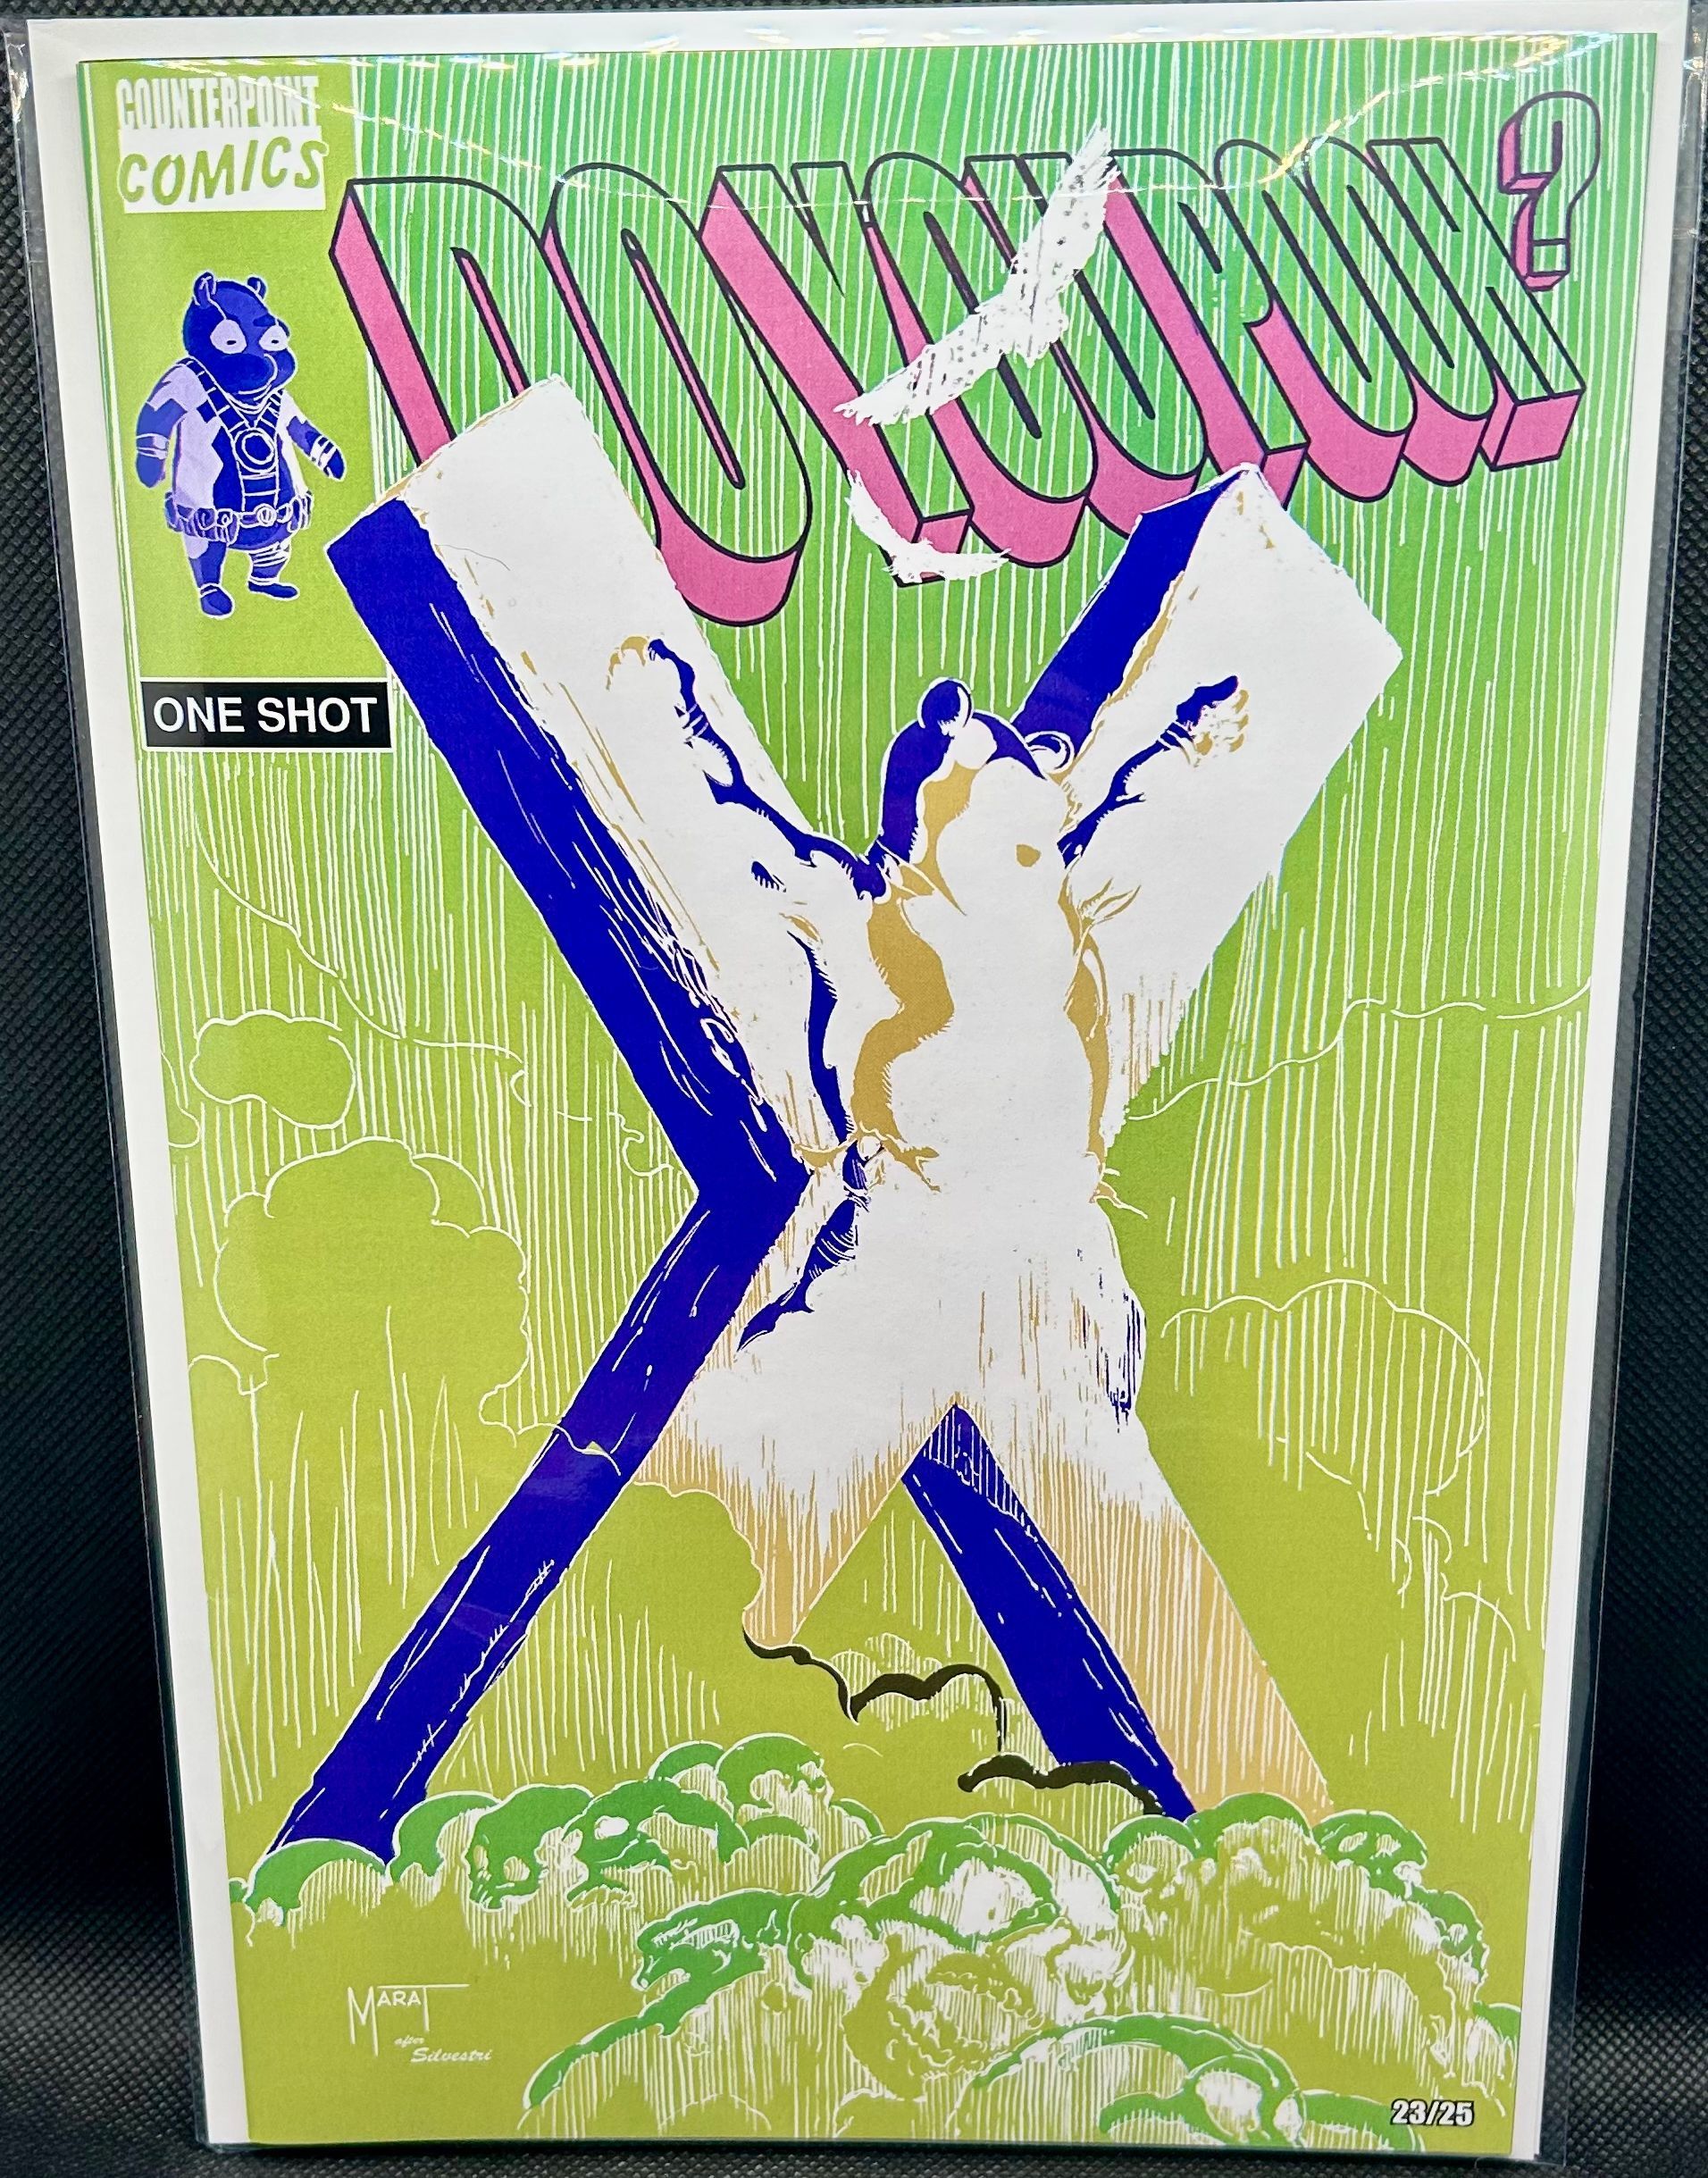 COUNTERPOINT
COMICS
DO YOU POOH?
ONE SHOT
MARAT
after
Silvestri
23/25